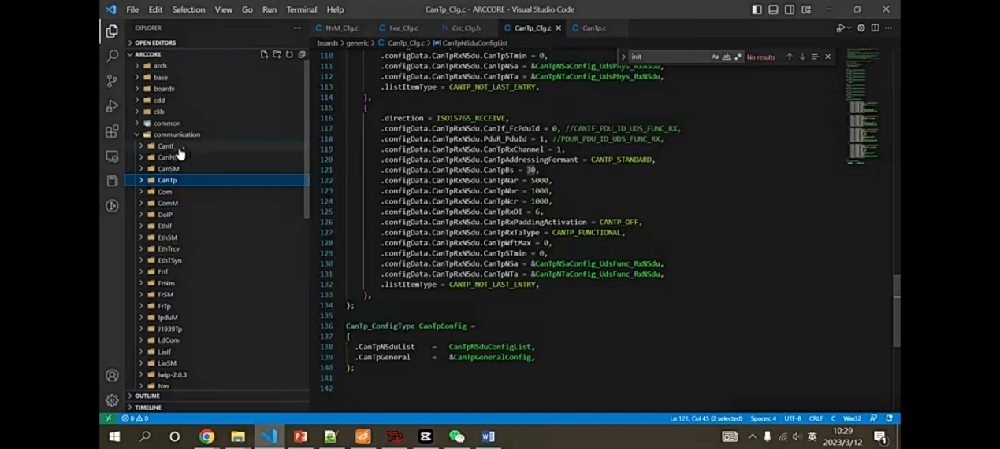 File Edit Selection View Go Run Terminal Help
CanTp_Cfg.c - ARCCORE - Visual Studio Code
EXPLORER
OPEN EDITORS
ARCCORE
arch
base
boards
cdd
clib
common
communication
CanIf
CanSM
CanTp
Com
ComM
DoIP
EthIf
EthSM
EthTrcv
EthTSyn
FrIf
FrNm
FrSM
FrTp
IpduM
J1939Tp
LdCom
LinIf
LinSM
lwip-2.0.3
Nm
OUTLINE
TIMELINE
NvM_Cfg.c Fee_Cfg.c Crc_Cfg.h CanTp_Cfg.c CanTp.c
boards > generic > CanTp_Cfg.c > CanTpNSduConfigList
init
Aa ab No results
110 .configData.CanTpRxNSdu.CanTpSTmin = 0,
111 .configData.CanTpRxNSdu.CanTpNSa = &CanTpNSaConfig_UdsPhys_RxNSdu,
112 .configData.CanTpRxNSdu.CanTpNTa = &CanTpNTaConfig_UdsPhys_RxNSdu,
113 .listItemType = CANTP_NOT_LAST_ENTRY,
114 },
115 {
116 .direction = ISO15765_RECEIVE,
117 .configData.CanTpRxNSdu.CanIf_FcPduId = 0, //CANIF_PDU_ID_UDS_FUNC_RX,
118 .configData.CanTpRxNSdu.PduR_PduId = 1, //PDUR_PDU_ID_UDS_FUNC_RX,
119 .configData.CanTpRxNSdu.CanTpRxChannel = 1,
120 .configData.CanTpRxNSdu.CanTpAddressingFormant = CANTP_STANDARD,
121 .configData.CanTpRxNSdu.CanTpBs = 30,
122 .configData.CanTpRxNSdu.CanTpNar = 5000,
123 .configData.CanTpRxNSdu.CanTpNbr = 1000,
124 .configData.CanTpRxNSdu.CanTpNcr = 1000,
125 .configData.CanTpRxNSdu.CanTpRxDI = 6,
126 .configData.CanTpRxNSdu.CanTpRxPaddingActivation = CANTP_OFF,
127 .configData.CanTpRxNSdu.CanTpRxTaType = CANTP_FUNCTIONAL,
128 .configData.CanTpRxNSdu.CanTpWftMax = 0,
129 .configData.CanTpRxNSdu.CanTpSTmin = 0,
130 .configData.CanTpRxNSdu.CanTpNSa = &CanTpNSaConfig_UdsFunc_RxNSdu,
131 .configData.CanTpRxNSdu.CanTpNTa = &CanTpNTaConfig_UdsFunc_RxNSdu,
132 .listItemType = CANTP_NOT_LAST_ENTRY,
133 },
134 };
135
136 CanTp_ConfigType CanTpConfig =
137 {
138 .CanTpNSduList = CanTpNSduConfigList,
139 .CanTpGeneral = &CanTpGeneralConfig,
140 };
141
142
0 0 Ln 121, Col 45 (2 selected) Spaces: 4 UTF-8 CRLF C Win32
英
10:29
2023/3/12